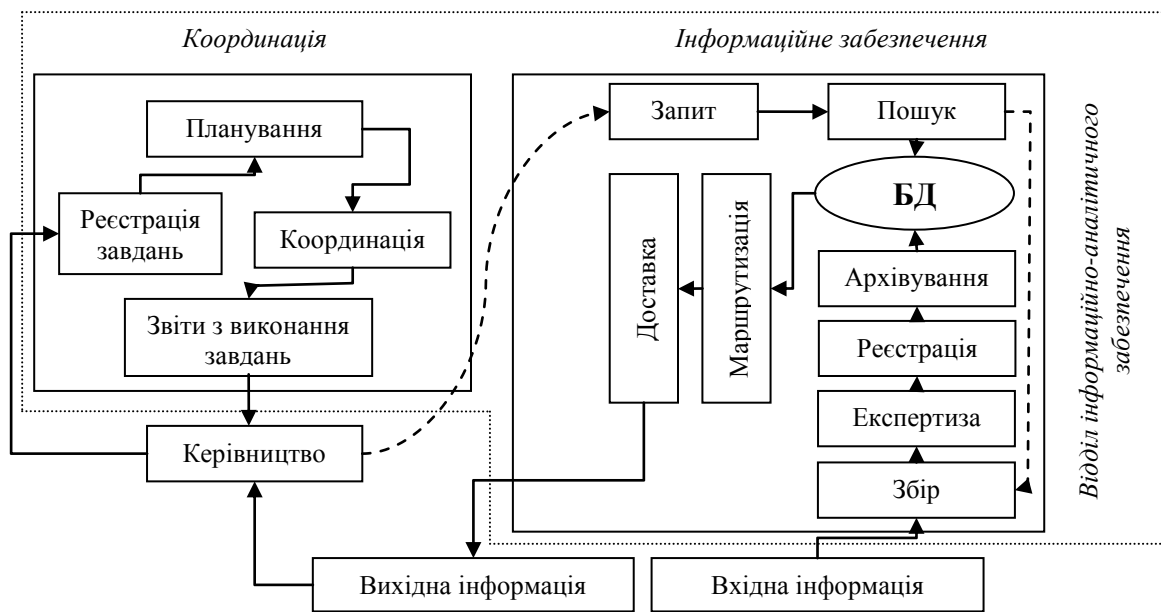 Координація
Інформаційне забезпечення
Планування
Реєстрація
завдань
Координація
Звіти з виконання
завдань
Керівництво
Запит
Пошук
БД
Доставка
Маршрутизація
Архівування
Реєстрація
Експертиза
Збір
Відділ інформаційно-аналітичного
забезпечення
Вихідна інформація
Вхідна інформація